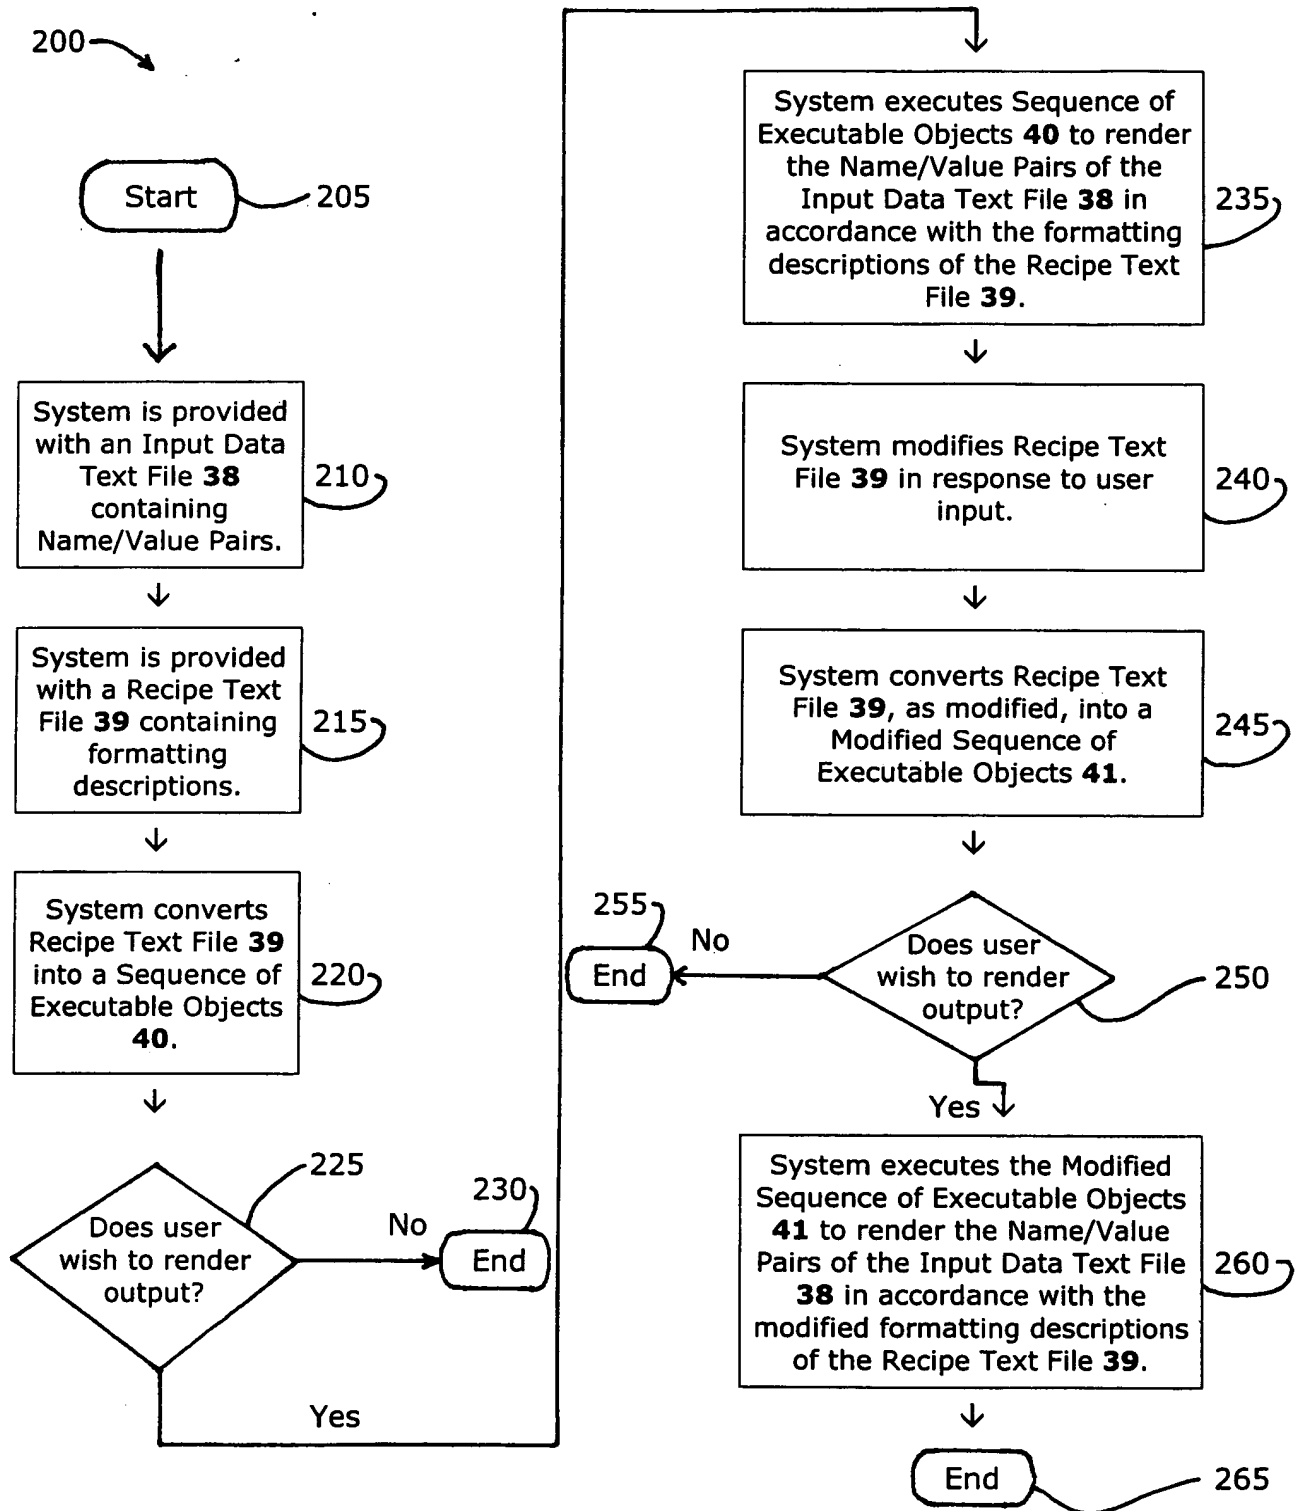 200
Start
205
System is provided
with an Input Data
Text File 38
containing
Name/Value Pairs.
210
System is provided
with a Recipe Text
File 39 containing
formatting
descriptions.
215
System converts
Recipe Text File 39
into a Sequence of
Executable Objects
40.
220
225
Does user
wish to render
output?
No
230
End
Yes
System executes Sequence of
Executable Objects 40 to render
the Name/Value Pairs of the
Input Data Text File 38 in
accordance with the formatting
descriptions of the Recipe Text
File 39.
235
System modifies Recipe Text
File 39 in response to user
input.
240
System converts Recipe Text
File 39, as modified, into a
Modified Sequence of
Executable Objects 41.
245
255
End
No
Does user
wish to render
output?
250
Yes
System executes the Modified
Sequence of Executable Objects
41 to render the Name/Value
Pairs of the Input Data Text File
38 in accordance with the
modified formatting descriptions
of the Recipe Text File 39.
260
End
265